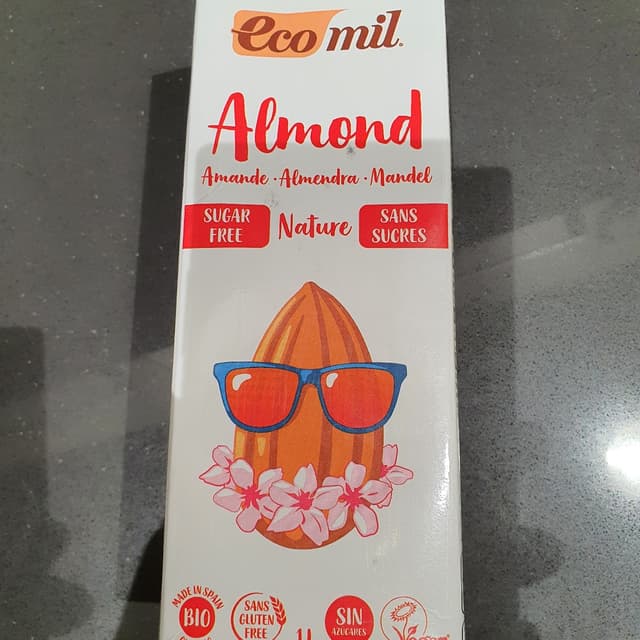 ecomil.
Almond
Amande · Almendra · Mandel
SUGAR FREE
Nature
SANS SUCRES
MADE IN SPAIN
BIO
SANS GLUTEN FREE
SIN AZÚCARES